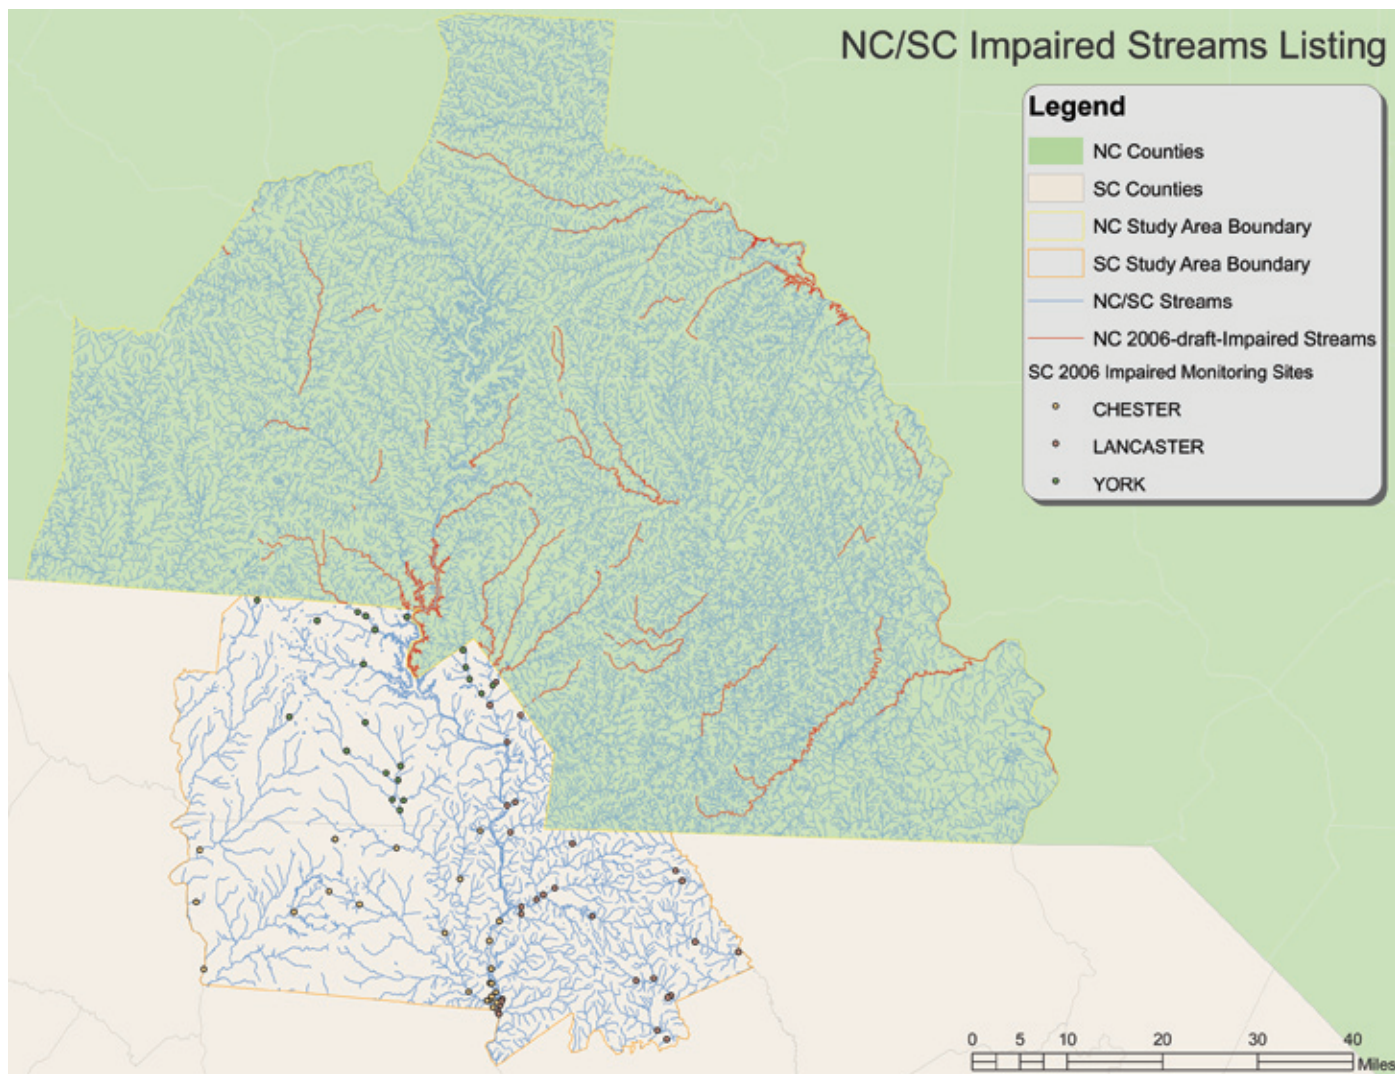 NC/SC Impaired Streams Listing
Legend
NC Counties
SC Counties
NC Study Area Boundary
SC Study Area Boundary
NC/SC Streams
NC 2006-draft-Impaired Streams
SC 2006 Impaired Monitoring Sites
CHESTER
LANCASTER
YORK
0 5 10 20 30 40
Miles